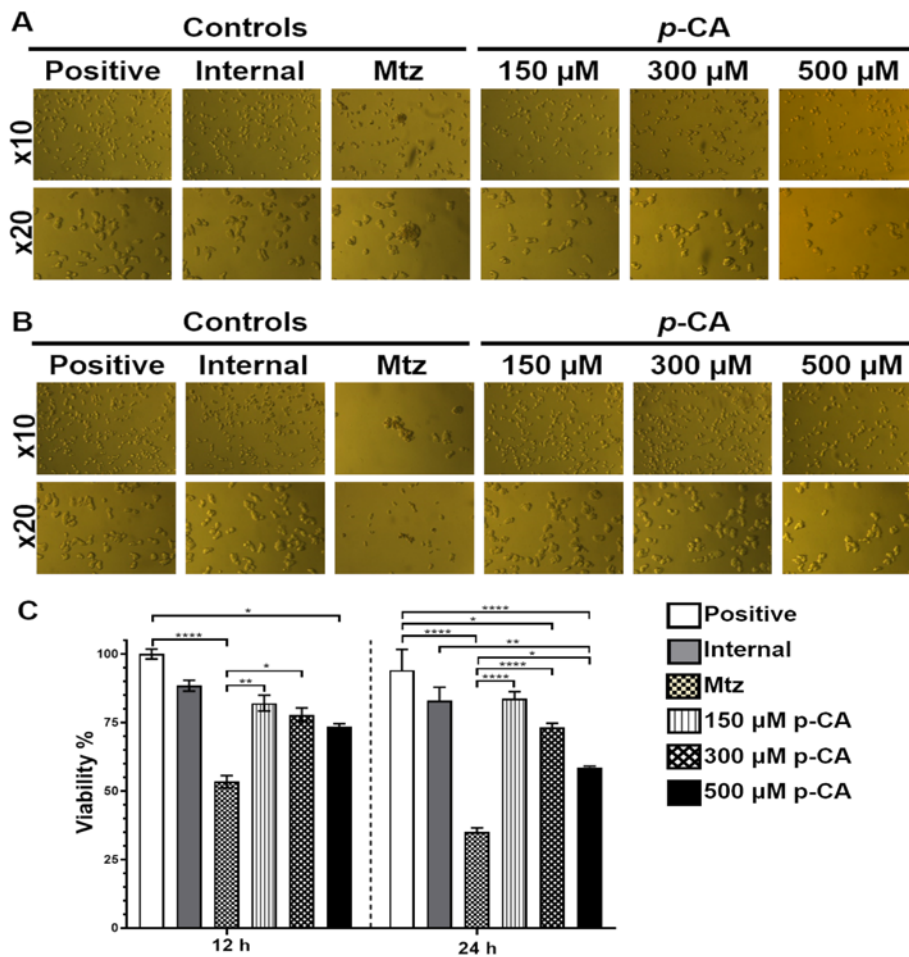 A
Controls
p-CA
Positive
Internal
Mtz
150 µM
300 µM
500 µM
x10
x20
B
Controls
p-CA
Positive
Internal
Mtz
150 µM
300 µM
500 µM
x10
x20
C
*
****
*
**
****
*
****
**
*
****
****
Viability %
100
75
50
25
0
12 h
24 h
Positive
Internal
Mtz
150 µM p-CA
300 µM p-CA
500 µM p-CA